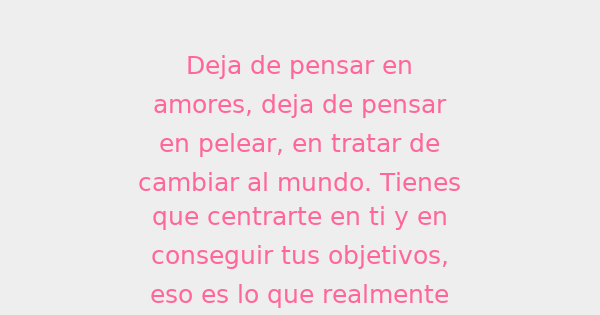 Deja de pensar en
amores, deja de pensar
en pelear, en tratar de
cambiar al mundo. Tienes
que centrarte en ti y en
conseguir tus objetivos,
eso es lo que realmente